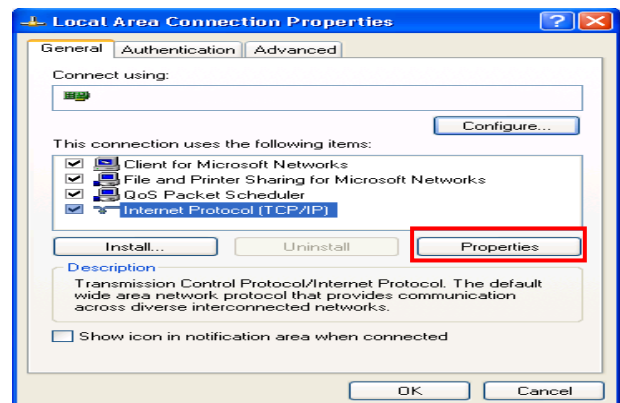 Local Area Connection Properties
General Authentication Advanced
Connect using:
Configure...
This connection uses the following items:
Client for Microsoft Networks
File and Printer Sharing for Microsoft Networks
QoS Packet Scheduler
Internet Protocol (TCP/IP)
Install... Uninstall Properties
Description
Transmission Control Protocol/Internet Protocol. The default
wide area network protocol that provides communication
across diverse interconnected networks.
Show icon in notification area when connected
OK Cancel